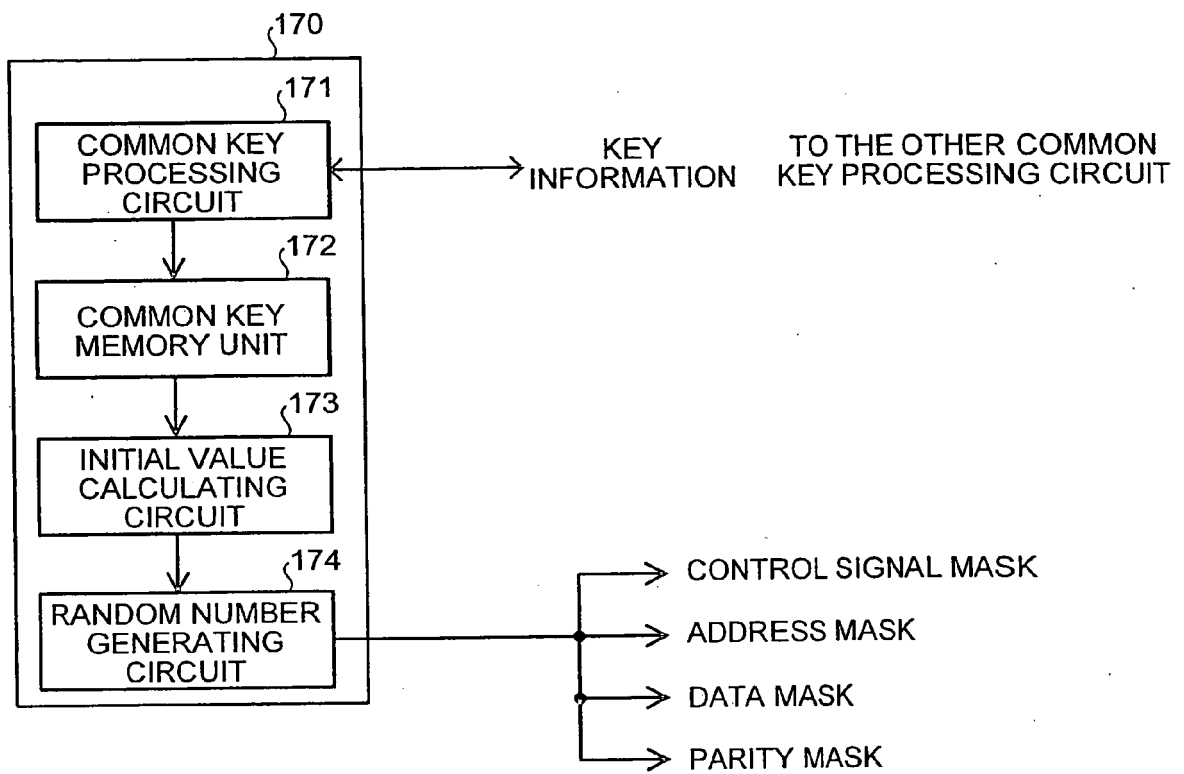 170
171
COMMON KEY
PROCESSING
CIRCUIT
KEY
INFORMATION
TO THE OTHER COMMON
KEY PROCESSING CIRCUIT
172
COMMON KEY
MEMORY UNIT
173
INITIAL VALUE
CALCULATING
CIRCUIT
174
RANDOM NUMBER
GENERATING
CIRCUIT
CONTROL SIGNAL MASK
ADDRESS MASK
DATA MASK
PARITY MASK